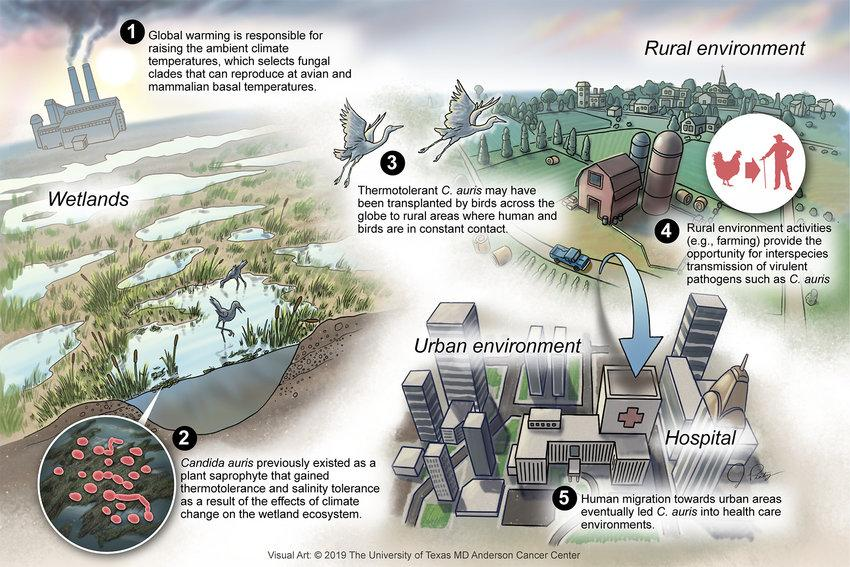 1
Global warming is responsible for
raising the ambient climate
temperatures, which selects fungal
clades that can reproduce at avian and
mammalian basal temperatures.
Rural environment
Wetlands
3
Thermotolerant C. auris may have
been transplanted by birds across the
globe to rural areas where human and
birds are in constant contact.
4
Rural environment activities
(e.g., farming) provide the
opportunity for interspecies
transmission of virulent
pathogens such as C. auris
Urban environment
Hospital
2
Candida auris previously existed as a
plant saprophyte that gained
thermotolerance and salinity tolerance
as a result of the effects of climate
change on the wetland ecosystem.
5
Human migration towards urban areas
eventually led C. auris into health care
environments.
Visual Art: © 2019 The University of Texas MD Anderson Cancer Center